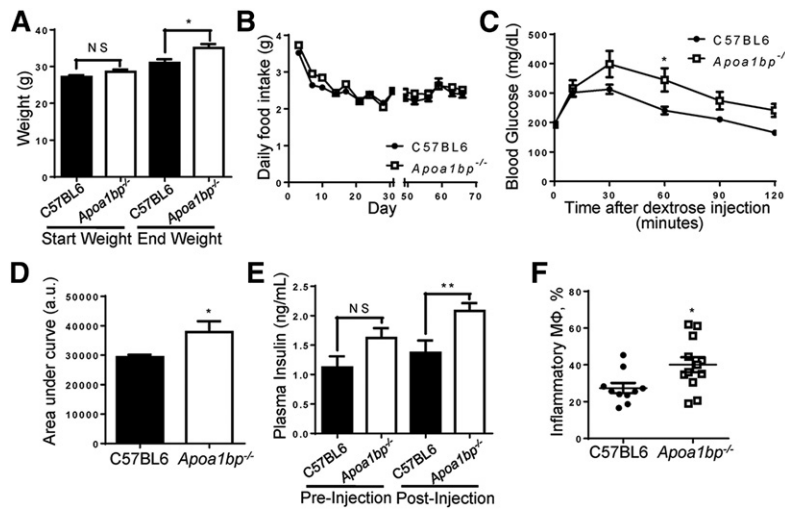 A
Weight (g)
40
30
20
10
0
NS
*
C57BL6
Apoa1bp-/-
C57BL6
Apoa1bp-/-
Start Weight
End Weight
B
Daily food intake (g)
4
3
2
1
0
0
10
20
30
50
60
70
Day
C57BL6
Apoa1bp-/-
C
Blood Glucose (mg/dL)
500
400
300
200
100
0
0
30
60
90
120
*
C57BL6
Apoa1bp-/-
Time after dextrose injection
(minutes)
D
Area under curve (a.u.)
50000
40000
30000
20000
10000
0
*
C57BL6
Apoa1bp-/-
E
Plasma Insulin (ng/mL)
2.5
2.0
1.5
1.0
0.5
0.0
NS
**
C57BL6
Apoa1bp-/-
C57BL6
Apoa1bp-/-
Pre-Injection
Post-Injection
F
Inflammatory MΦ, %
80
60
40
20
0
*
C57BL6
Apoa1bp-/-